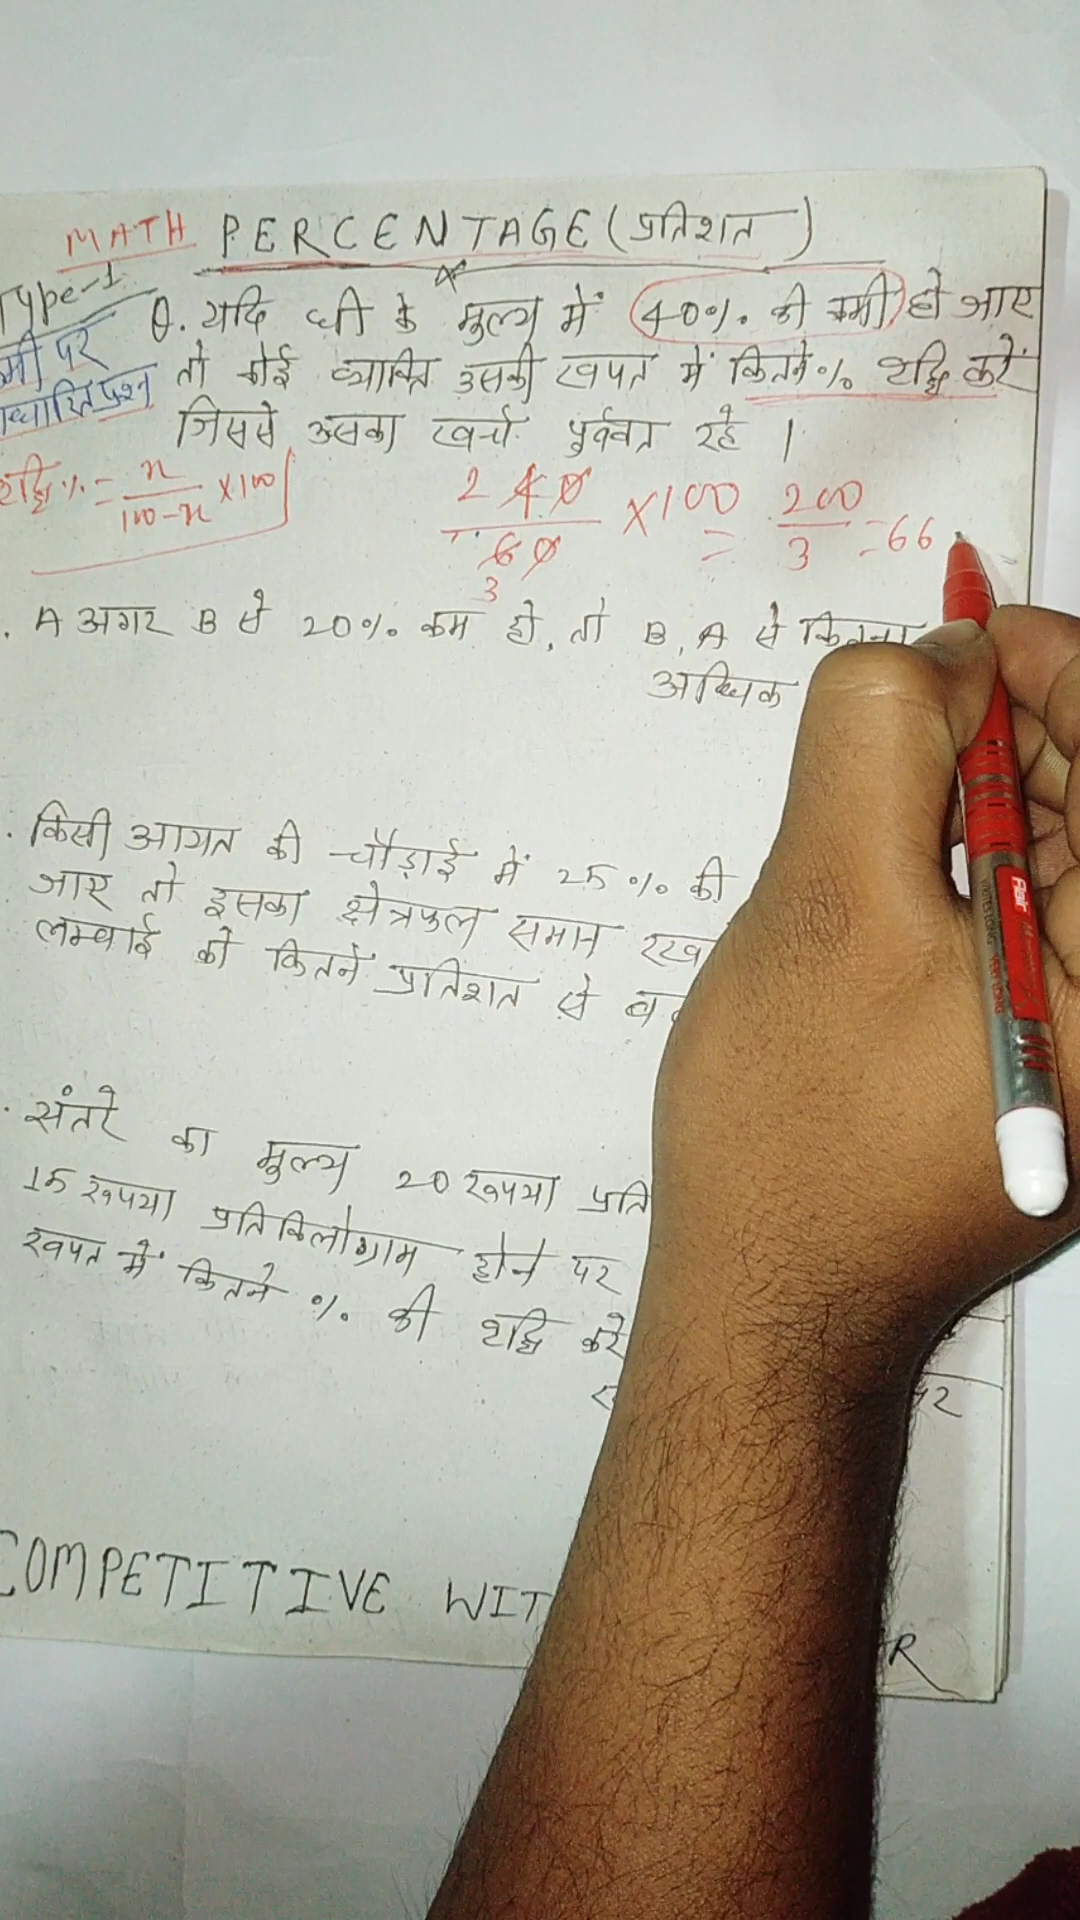 MATH PERCENTAGE (प्रतिशत)
Type-1
Q. यदि घी के मूल्य में 40% की कमी हो जाए
तो कोई व्यक्ति उसकी खपत में कितने % वृद्धि करें
जिससे उसका खर्च पूर्ववत रहे ।
वृद्धि % = n/100-n ×100
2 40/60 3 ×100 = 200/3 = 66
. A अगर B से 20% कम हो, तो B, A से कितना
अधिक
. किसी आयत की चौड़ाई में 25% की
जाए तो इसका क्षेत्रफल समान
लम्बाई को कितने प्रतिशत से
. संतरे का मूल्य 20 रूपया प्रति
15 रूपया प्रतिकिलोग्राम होने पर
खपत में कितने % की वृद्धि करे
COMPETITIVE
Flair